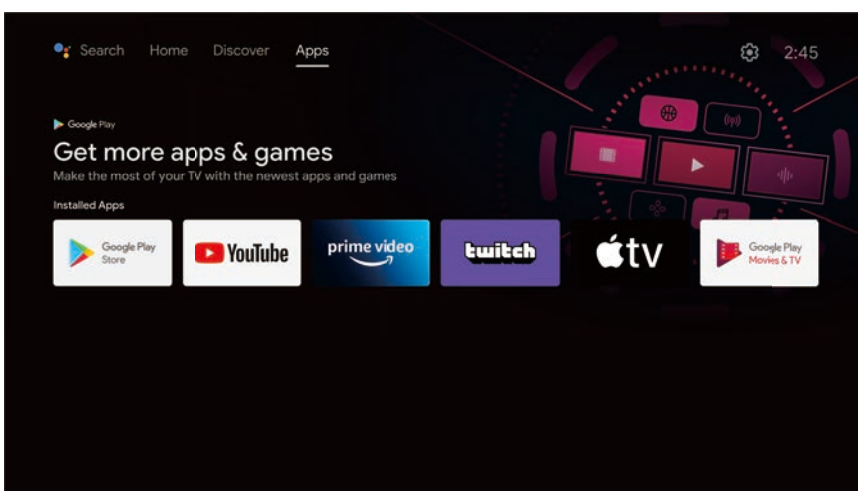 Search Home Discover Apps 2:45
Google Play
Get more apps & games
Make the most of your TV with the newest apps and games
Installed Apps
Google Play
Store
YouTube
prime video
twitch
tv
Google Play
Movies & TV